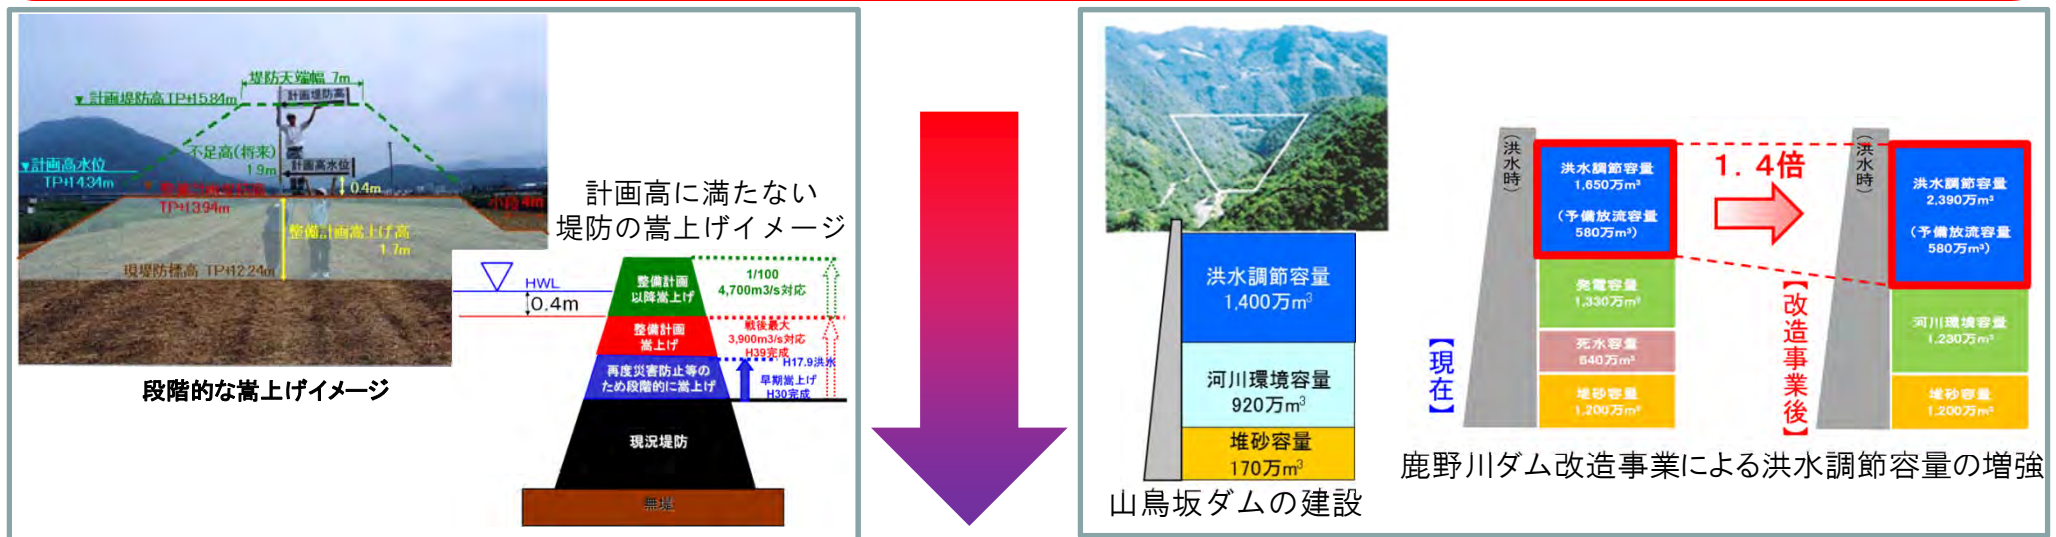 堤防天端幅 7m
▼計画堤防高TP+15.84m
計画堤防高
不足高(将来)
1.9m
▼計画高水位
TP+14.34m
計画高水位
0.4m
TP+13.94m
小段4m
整備計画嵩上げ高
1.7m
現堤防標高 TP+12.24m
段階的な嵩上げイメージ
計画高に満たない
堤防の嵩上げイメージ
HWL
0.4m
整備計画
以降嵩上げ
1/100
4,700m3/s対応
整備計画
嵩上げ
戦後最大
3,900m3/s対応
H39完成
H17.9洪水
再度災害防止等の
ため段階的に嵩上げ
早期嵩上げ
H30完成
現況堤防
無堤
洪水調節容量
1,400万m³
河川環境容量
920万m³
堆砂容量
170万m³
山鳥坂ダムの建設
(洪水時)
【現在】
洪水調節容量
1,650万m³
(予備放流容量
580万m³)
発電容量
1,330万m³
死水容量
540万m³
堆砂容量
1,200万m³
1.4倍
(洪水時)
【改造事業後】
洪水調節容量
2,390万m³
(予備放流容量
580万m³)
河川環境容量
1,230万m³
堆砂容量
1,200万m³
鹿野川ダム改造事業による洪水調節容量の増強